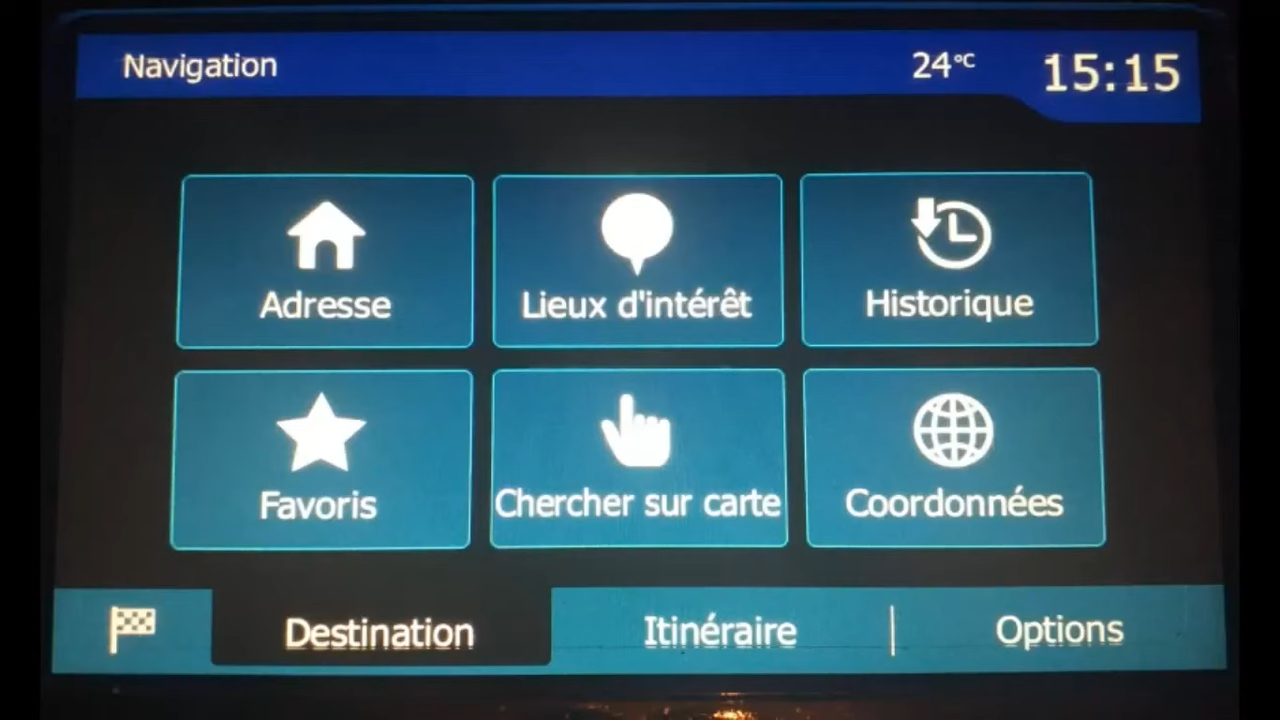 Navigation
24°C
15:15
Adresse
Lieux d'intérêt
Historique
Favoris
Chercher sur carte
Coordonnées
Destination
Itinéraire
Options